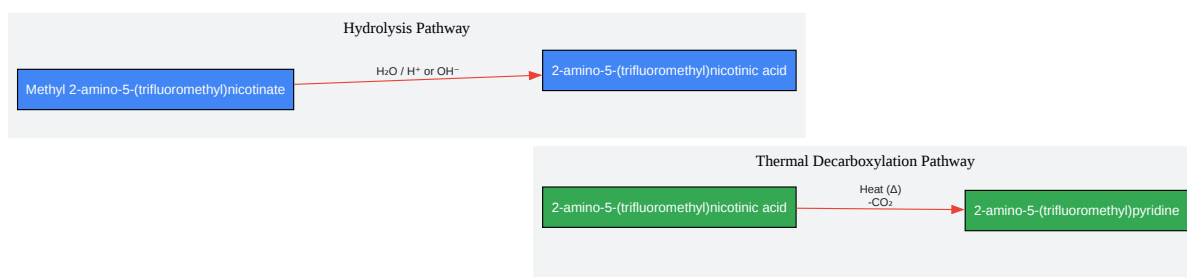 Hydrolysis Pathway
Methyl 2-amino-5-(trifluoromethyl)nicotinate
H₂O / H⁺ or OH⁻
2-amino-5-(trifluoromethyl)nicotinic acid
Thermal Decarboxylation Pathway
2-amino-5-(trifluoromethyl)nicotinic acid
Heat (Δ)
-CO₂
2-amino-5-(trifluoromethyl)pyridine